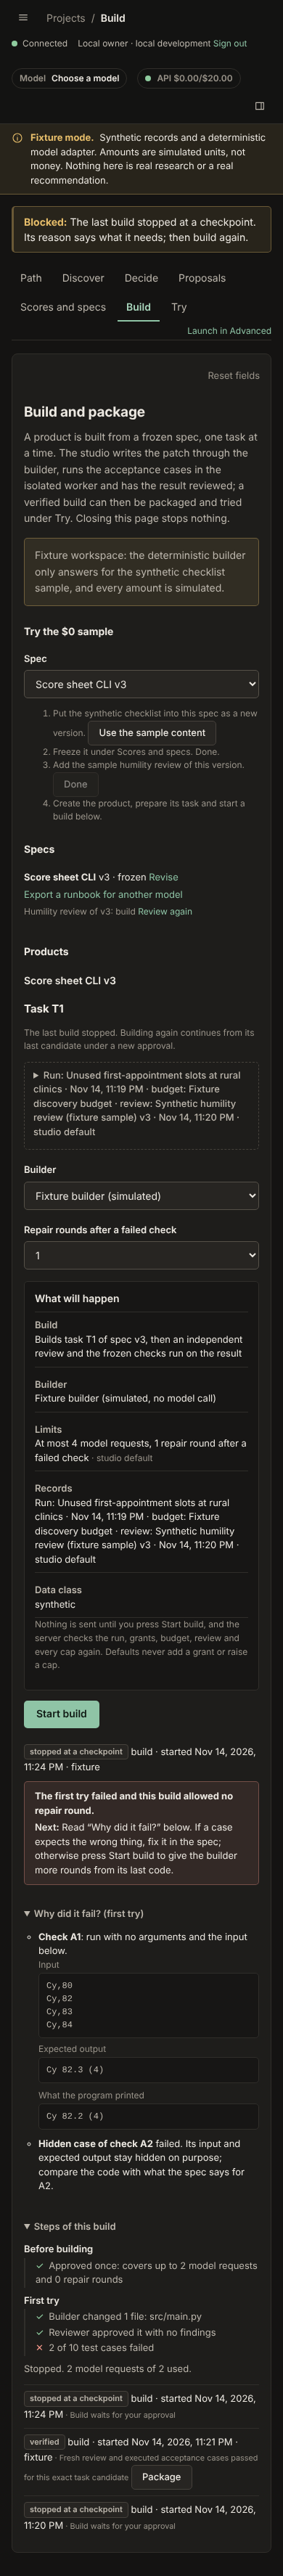 Projects / Build
Connected Local owner · local development Sign out
Model Choose a model API $0.00/$20.00
Fixture mode. Synthetic records and a deterministic
model adapter. Amounts are simulated units, not
money. Nothing here is real research or a real
recommendation.
Blocked: The last build stopped at a checkpoint.
Its reason says what it needs; then build again.
Path Discover Decide Proposals
Scores and specs Build Try
Launch in Advanced
Reset fields
Build and package
A product is built from a frozen spec, one task at
a time. The studio writes the patch through the
builder, runs the acceptance cases in the
isolated worker and has the result reviewed; a
verified build can then be packaged and tried
under Try. Closing this page stops nothing.
Fixture workspace: the deterministic builder
only answers for the synthetic checklist
sample, and every amount is simulated.
Try the $0 sample
Spec
Score sheet CLI v3
1. Put the synthetic checklist into this spec as a new
version. Use the sample content
2. Freeze it under Scores and specs. Done.
3. Add the sample humility review of this version.
Done
4. Create the product, prepare its task and start a
build below.
Specs
Score sheet CLI v3 · frozen Revise
Export a runbook for another model
Humility review of v3: build Review again
Products
Score sheet CLI v3
Task T1
The last build stopped. Building again continues from its
last candidate under a new approval.
Run: Unused first-appointment slots at rural
clinics · Nov 14, 11:19 PM · budget: Fixture
discovery budget · review: Synthetic humility
review (fixture sample) v3 · Nov 14, 11:20 PM ·
studio default
Builder
Fixture builder (simulated)
Repair rounds after a failed check
1
What will happen
Build
Builds task T1 of spec v3, then an independent
review and the frozen checks run on the result
Builder
Fixture builder (simulated, no model call)
Limits
At most 4 model requests, 1 repair round after a
failed check · studio default
Records
Run: Unused first-appointment slots at rural
clinics · Nov 14, 11:19 PM · budget: Fixture
discovery budget · review: Synthetic humility
review (fixture sample) v3 · Nov 14, 11:20 PM ·
studio default
Data class
synthetic
Nothing is sent until you press Start build, and the
server checks the run, grants, budget, review and
every cap again. Defaults never add a grant or raise
a cap.
Start build
stopped at a checkpoint build · started Nov 14, 2026,
11:24 PM · fixture
The first try failed and this build allowed no
repair round.
Next: Read “Why did it fail?” below. If a case
expects the wrong thing, fix it in the spec;
otherwise press Start build to give the builder
more rounds from its last code.
Why did it fail? (first try)
Check A1: run with no arguments and the input
below.
Input
Cy,80
Cy,82
Cy,83
Cy,84
Expected output
Cy 82.3 (4)
What the program printed
Cy 82.2 (4)
Hidden case of check A2 failed. Its input and
expected output stay hidden on purpose;
compare the code with what the spec says for
A2.
Steps of this build
Before building
Approved once: covers up to 2 model requests
and 0 repair rounds
First try
Builder changed 1 file: src/main.py
Reviewer approved it with no findings
2 of 10 test cases failed
Stopped. 2 model requests of 2 used.
stopped at a checkpoint build · started Nov 14, 2026,
11:24 PM · Build waits for your approval
verified build · started Nov 14, 2026, 11:21 PM ·
fixture · Fresh review and executed acceptance cases passed
for this exact task candidate Package
stopped at a checkpoint build · started Nov 14, 2026,
11:20 PM · Build waits for your approval